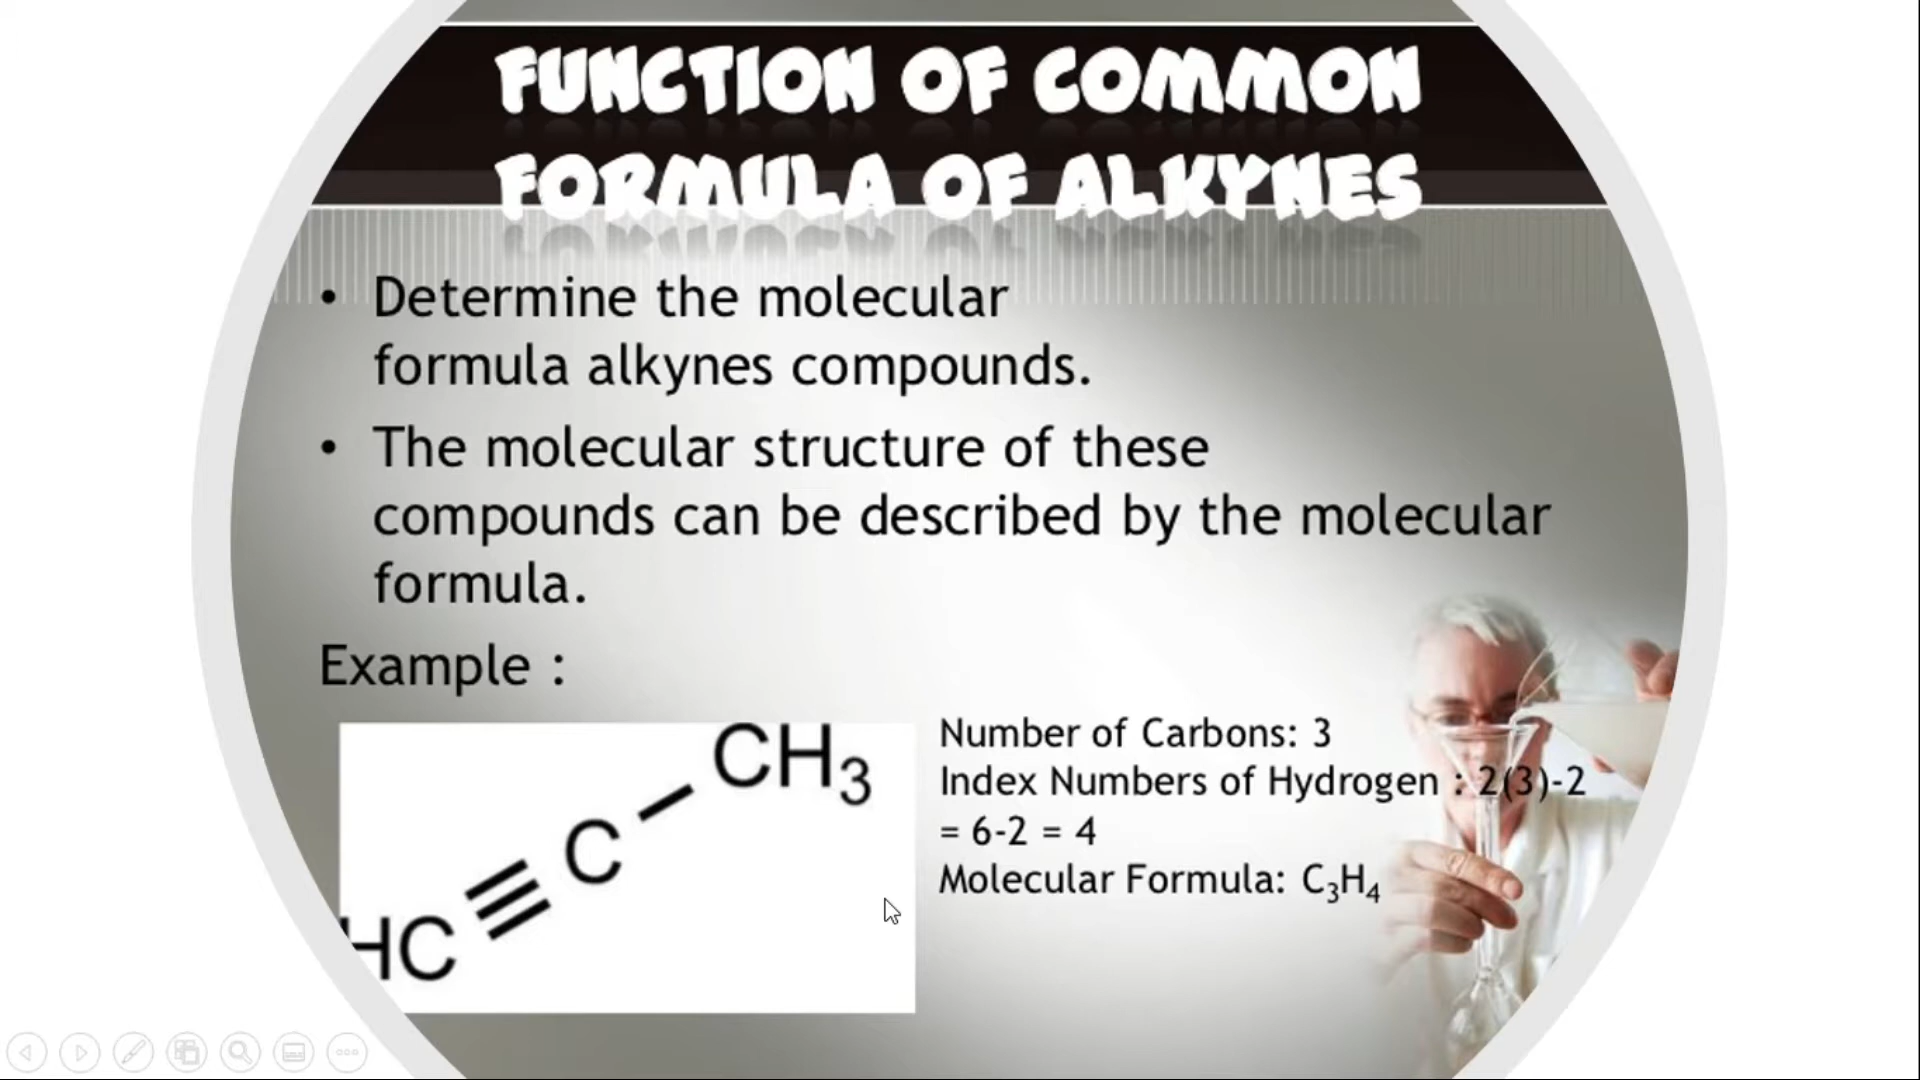 FUNCTION OF COMMON
FORMULA OF ALKYNES
• Determine the molecular
formula alkynes compounds.
• The molecular structure of these
compounds can be described by the molecular
formula.
Example :
CH₃
C
HC
Number of Carbons: 3
Index Numbers of Hydrogen : 2(3)-2
= 6-2 = 4
Molecular Formula: C₃H₄